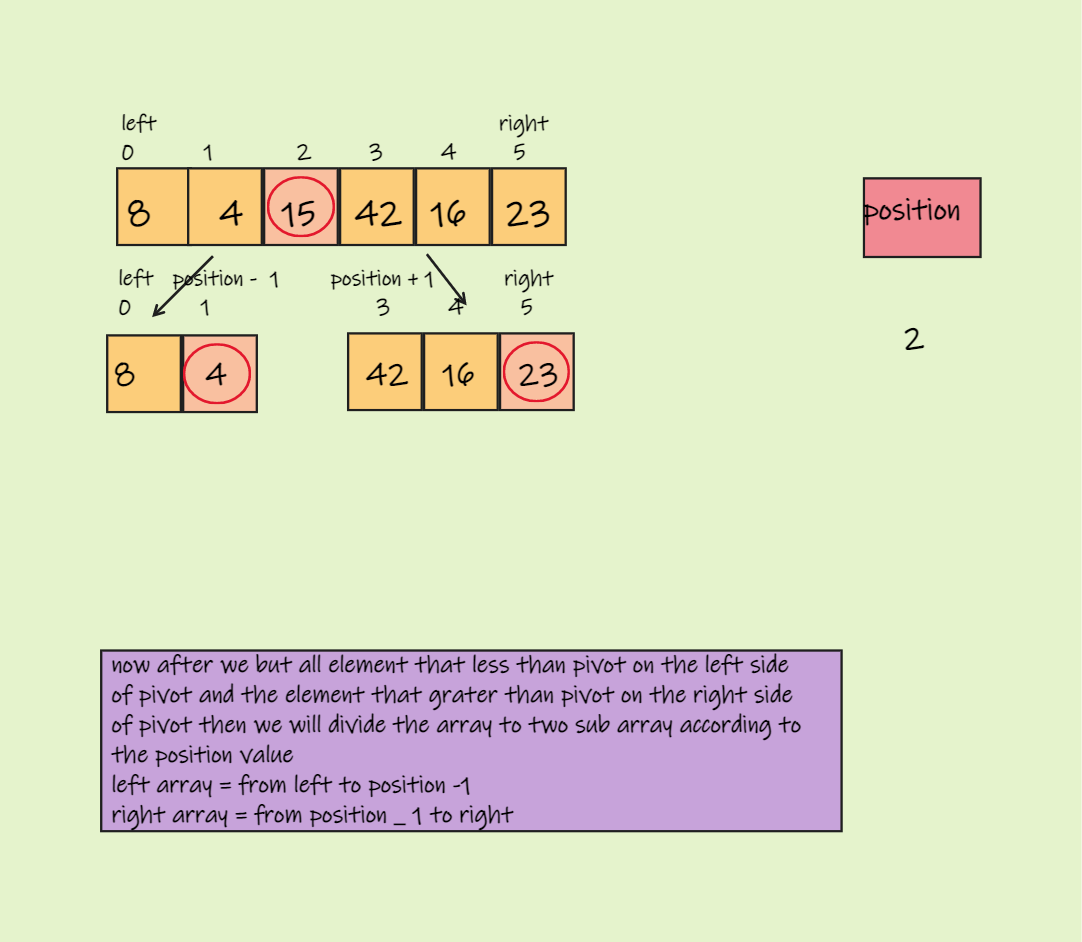 left right
0 1 2 3 4 5
8 4 15 42 16 23
position
left position - 1 position + 1 right
0 1 3 4 5
2
8 4 42 16 23
now after we but all element that less than pivot on the left side
of pivot and the element that grater than pivot on the right side
of pivot then we will divide the array to two sub array according to
the position value
left array = from left to position -1
right array = from position _ 1 to right